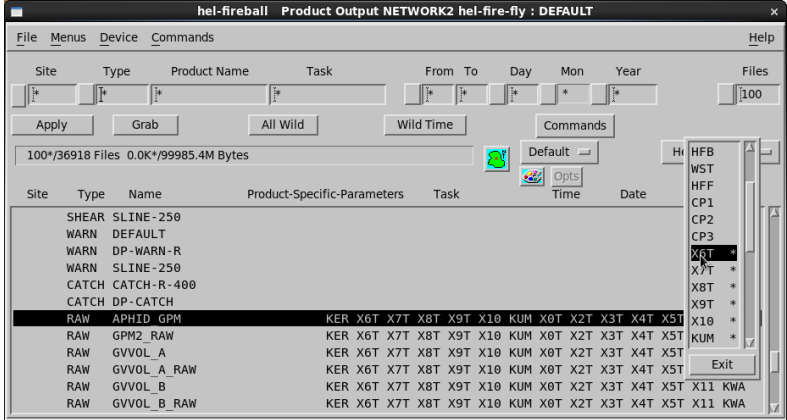 hel-fireball Product Output NETWORK2 hel-fire-fly : DEFAULT
File Menus Device Commands Help
Site Type Product Name Task From To Day Mon Year Files
* * * * * * * * * 100
Apply Grab All Wild Wild Time Commands
100*/36918 Files 0.0K*/99985.4M Bytes Default
Opts
Site Type Name Product-Specific-Parameters Task Time Date
SHEAR SLINE-250
WARN DEFAULT
WARN DP-WARN-R
WARN SLINE-250
CATCH CATCH-R-400
CATCH DP-CATCH
RAW APHID_GPM KER X6T X7T X8T X9T X10 KUM X0T X2T X3T X4T X5T
RAW GPM2_RAW KER X6T X7T X8T X9T X10 KUM X0T X2T X3T X4T X5T
RAW GVVOL_A KER X6T X7T X8T X9T X10 KUM X0T X2T X3T X4T X5T
RAW GVVOL_A_RAW KER X6T X7T X8T X9T X10 KUM X0T X2T X3T X4T X5T
RAW GVVOL_B KER X6T X7T X8T X9T X10 KUM X0T X2T X3T X4T X5T X11 KWA
RAW GVVOL_B_RAW KER X6T X7T X8T X9T X10 KUM X0T X2T X3T X4T X5T X11 KWA
HFB
WST
HFF
CP1
CP2
CP3
X6T *
X7T *
X8T *
X9T *
X10 *
KUM *
Exit